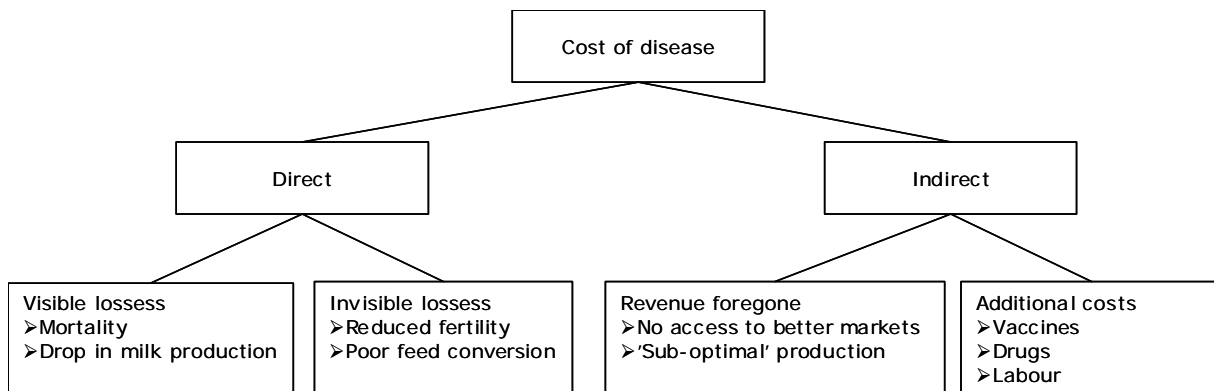 Cost of disease
Direct
Indirect
Visible lossess
➢Mortality
➢Drop in milk production
Invisible lossess
➢Reduced fertility
➢Poor feed conversion
Revenue foregone
➢No access to better markets
➢'Sub-optimal' production
Additional costs
➢Vaccines
➢Drugs
➢Labour